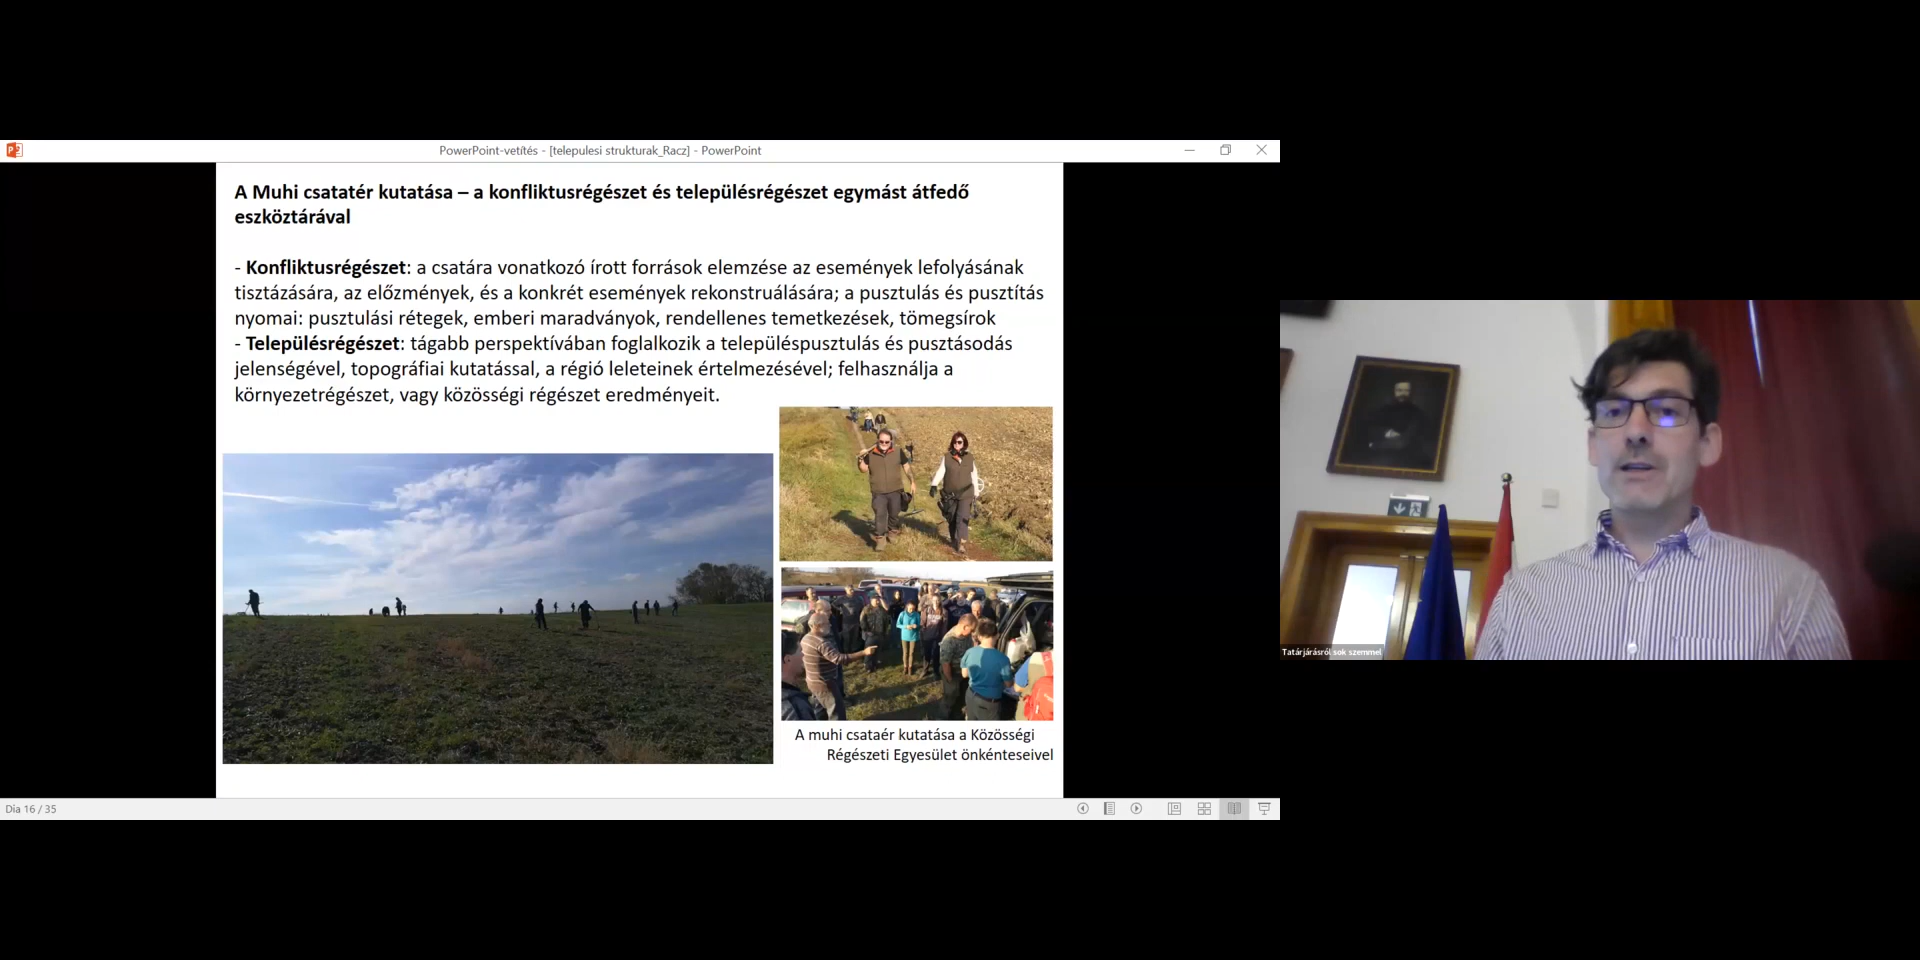 PowerPoint-vetítés - [telepulesi strukturak_Racz] - PowerPoint
A Muhi csatatér kutatása – a konfliktusrégészet és településrégészet egymást átfedő
eszköztárával
- Konfliktusrégészet: a csatára vonatkozó írott források elemzése az események lefolyásának
tisztázására, az előzmények, és a konkrét események rekonstruálására; a pusztulás és pusztítás
nyomai: pusztulási rétegek, emberi maradványok, rendellenes temetkezések, tömegsírok
- Településrégészet: tágabb perspektívában foglalkozik a településpusztulás és pusztásodás
jelenségével, topográfiai kutatással, a régió leleteinek értelmezésével; felhasználja a
környezetrégészet, vagy közösségi régészet eredményeit.
A muhi csataér kutatása a Közösségi
Régészeti Egyesület önkénteseivel
Dia 16 / 35
Tatárjárásról sok szemmel